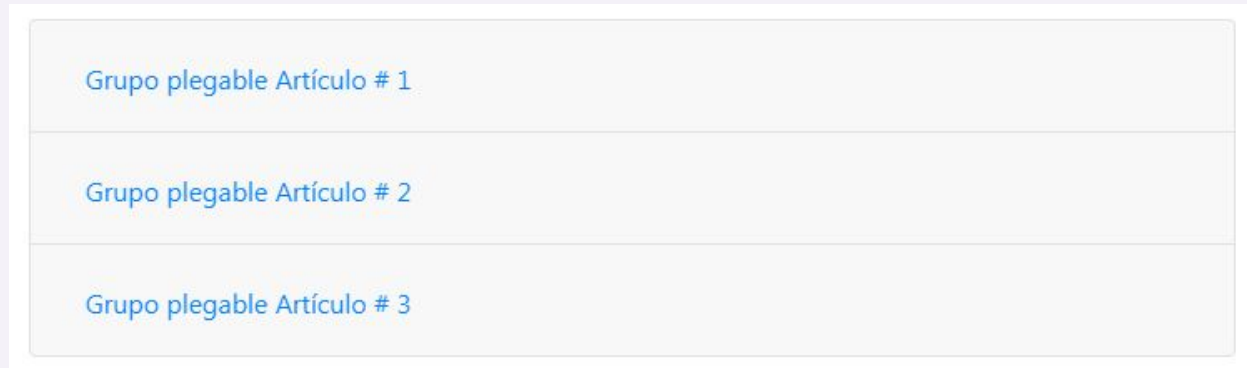 Grupo plegable Artículo # 1
Grupo plegable Artículo # 2
Grupo plegable Artículo # 3